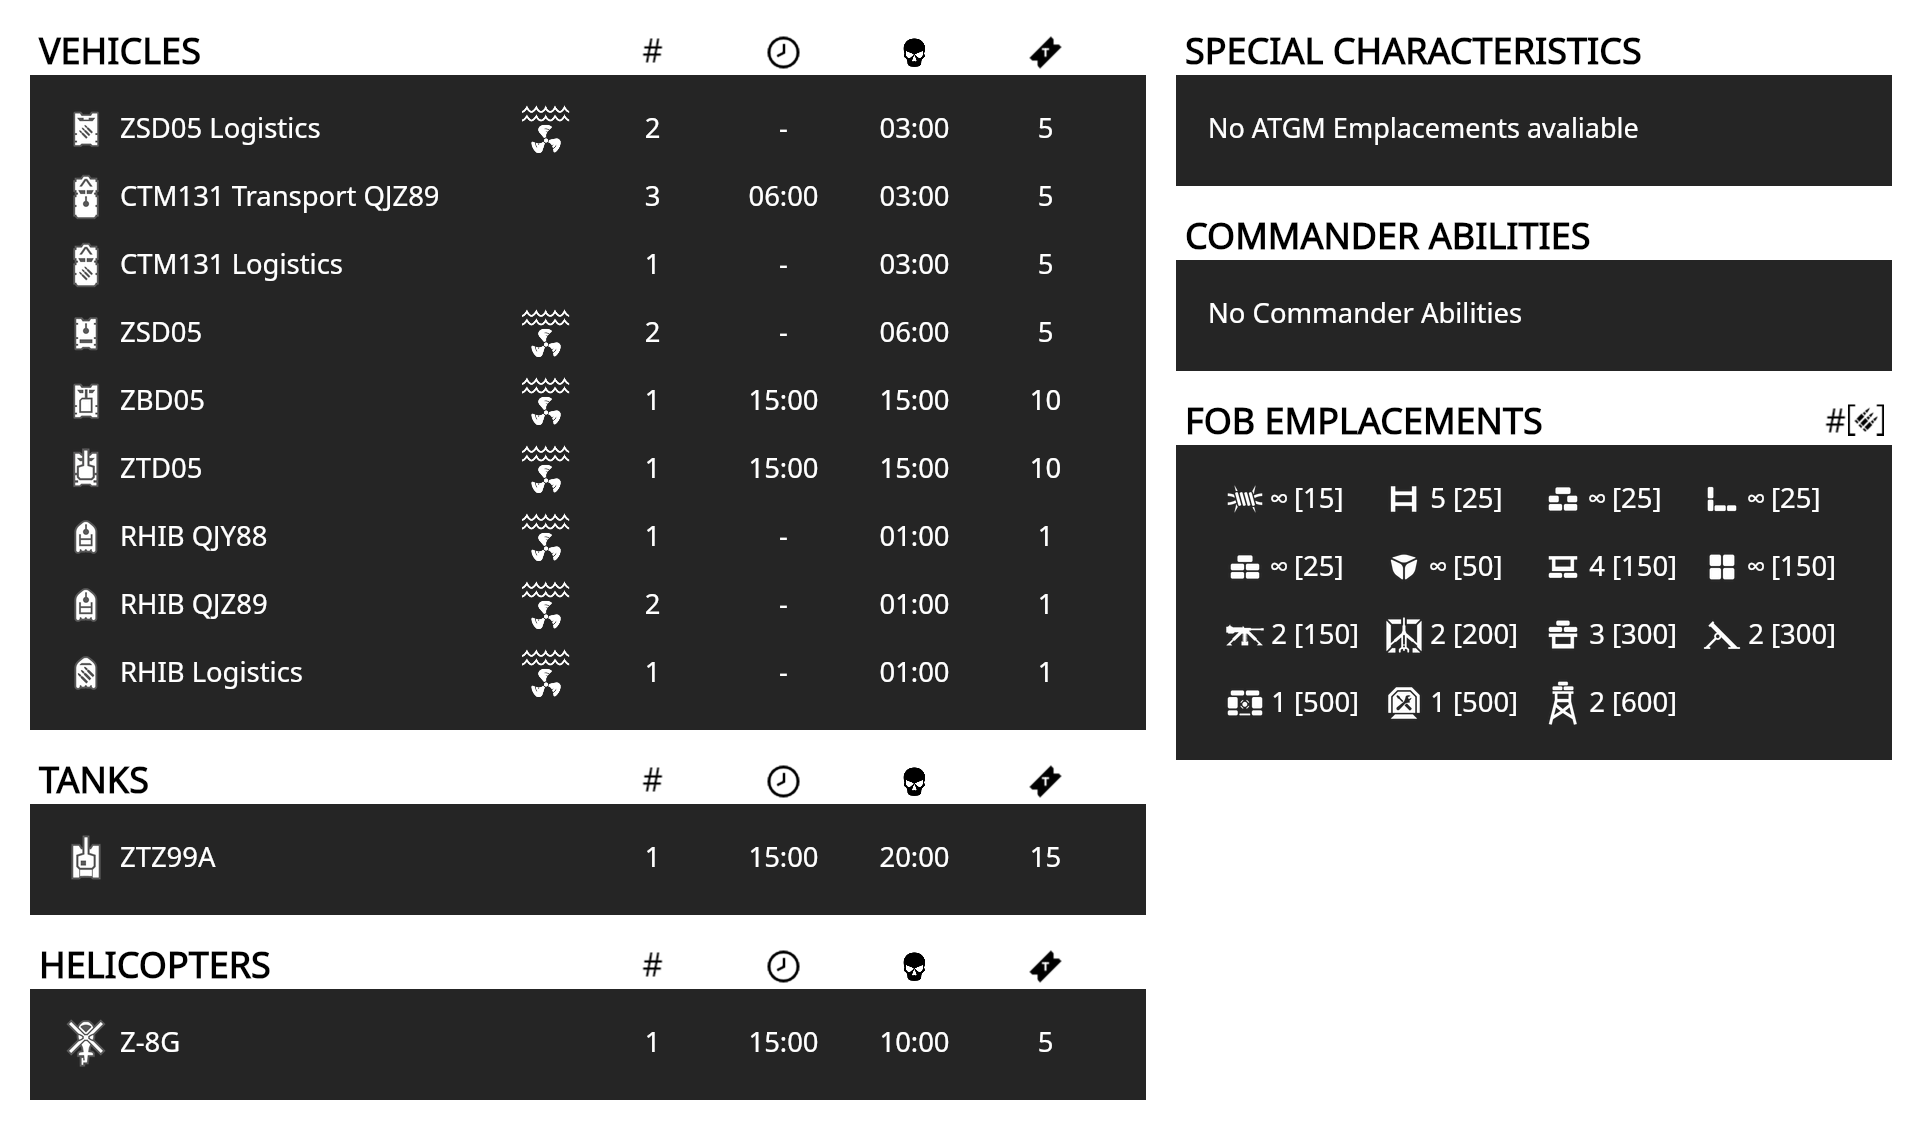 VEHICLES #
ZSD05 Logistics 2 - 03:00 5
CTM131 Transport QJZ89 3 06:00 03:00 5
CTM131 Logistics 1 - 03:00 5
ZSD05 2 - 06:00 5
ZBD05 1 15:00 15:00 10
ZTD05 1 15:00 15:00 10
RHIB QJY88 1 - 01:00 1
RHIB QJZ89 2 - 01:00 1
RHIB Logistics 1 - 01:00 1
TANKS #
ZTZ99A 1 15:00 20:00 15
HELICOPTERS #
Z-8G 1 15:00 10:00 5
SPECIAL CHARACTERISTICS
No ATGM Emplacements avaliable
COMMANDER ABILITIES
No Commander Abilities
FOB EMPLACEMENTS #[]
∞ [15] 5 [25] ∞ [25] ∞ [25]
∞ [25] ∞ [50] 4 [150] ∞ [150]
2 [150] 2 [200] 3 [300] 2 [300]
1 [500] 1 [500] 2 [600]